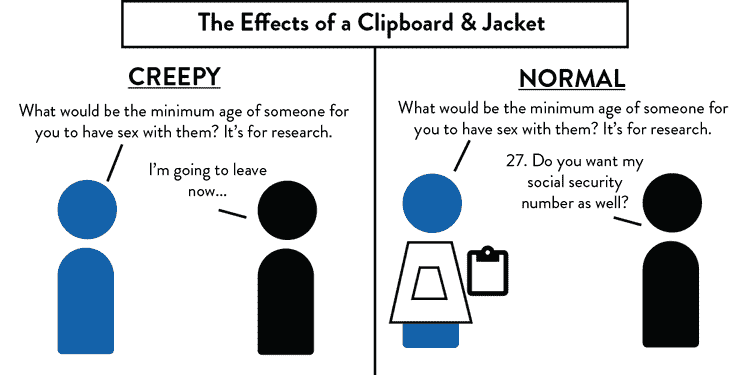 The Effects of a Clipboard & Jacket
CREEPY
What would be the minimum age of someone for
you to have sex with them? It's for research.
I'm going to leave
now...
NORMAL
What would be the minimum age of someone for
you to have sex with them? It's for research.
27. Do you want my
social security
number as well?